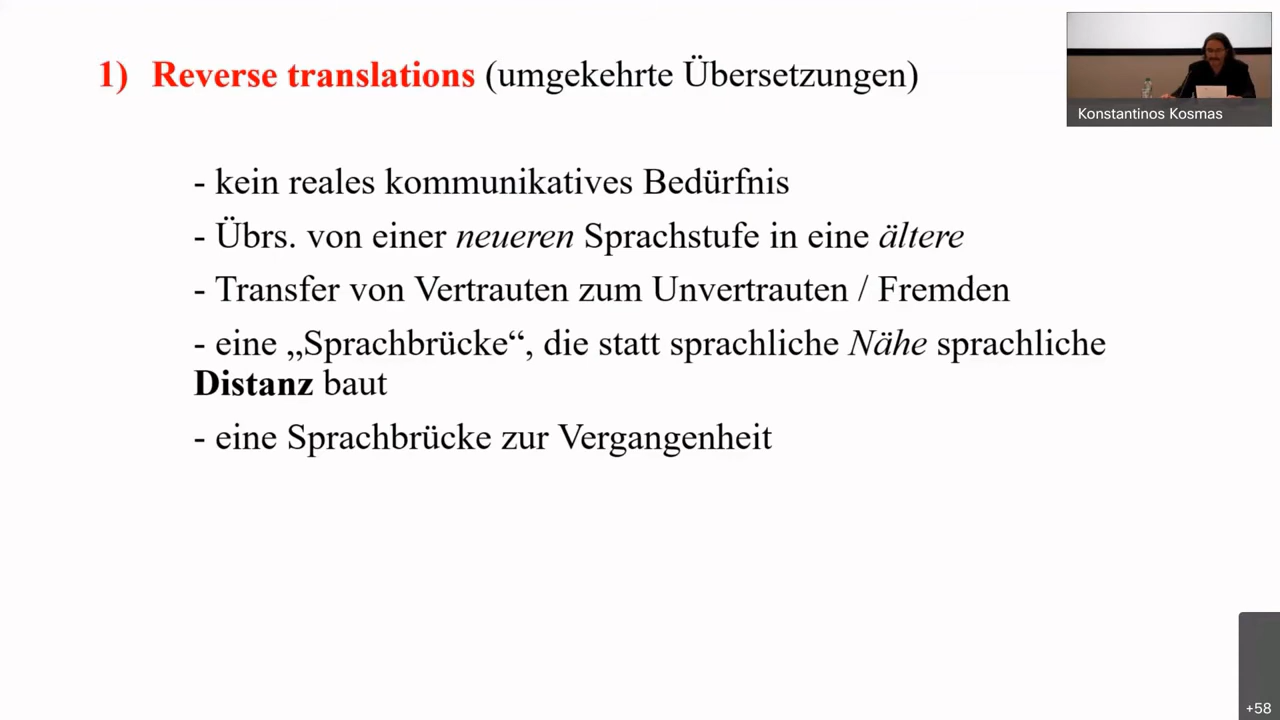 1) Reverse translations (umgekehrte Übersetzungen)
Konstantinos Kosmas
- kein reales kommunikatives Bedürfnis
- Übrs. von einer neueren Sprachstufe in eine ältere
- Transfer von Vertrauten zum Unvertrauten / Fremden
- eine „Sprachbrücke“, die statt sprachliche Nähe sprachliche
Distanz baut
- eine Sprachbrücke zur Vergangenheit
+58